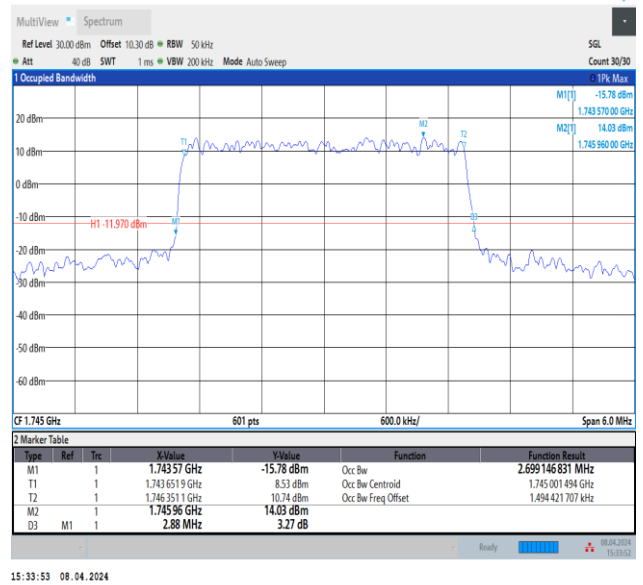 MultiView Spectrum
Ref Level 30.00 dBm Offset 10.30 dB RBW 50 kHz SGL
Att 40 dB SWT 1 ms VBW 200 kHz Mode Auto Sweep Count 30/30
1 Occupied Bandwidth 1Pk Max
M1[1] -15.78 dBm
1.743 570 00 GHz
M2[1] 14.03 dBm
1.745 960 00 GHz
20 dBm
M2
T1
T2
10 dBm
0 dBm
-10 dBm
H1 -11.970 dBm
M1
D3
-20 dBm
-30 dBm
-40 dBm
-50 dBm
-60 dBm
CF 1.745 GHz 601 pts 600.0 kHz/ Span 6.0 MHz
2 Marker Table
Type Ref Trc X-Value Y-Value Function Function Result
M1 1 1.743 57 GHz -15.78 dBm Occ Bw 2.699 146 831 MHz
T1 1 1.743 651 9 GHz 8.53 dBm Occ Bw Centroid 1.745 001 494 GHz
T2 1 1.746 351 1 GHz 10.74 dBm Occ Bw Freq Offset 1.494 421 707 kHz
M2 1 1.745 96 GHz 14.03 dBm
D3 M1 1 2.88 MHz 3.27 dB
Ready 08.04.2024
15:33:52
15:33:53 08.04.2024